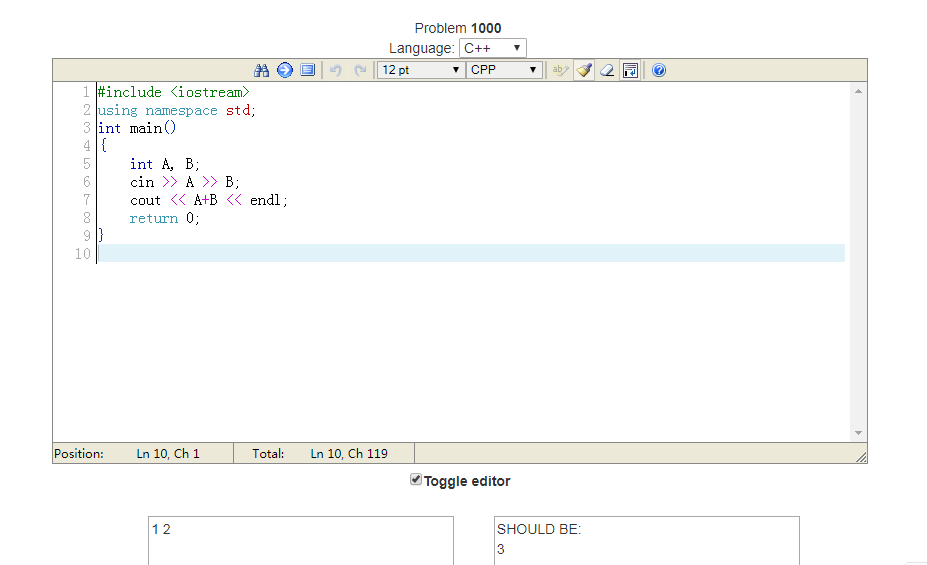 Problem 1000
Language: C++
12 pt CPP
1 #include <iostream>
2 using namespace std;
3 int main()
4 {
5     int A, B;
6     cin >> A >> B;
7     cout << A+B << endl;
8     return 0;
9 }
10
Position: Ln 10, Ch 1 Total: Ln 10, Ch 119
Toggle editor
1 2
SHOULD BE:
3